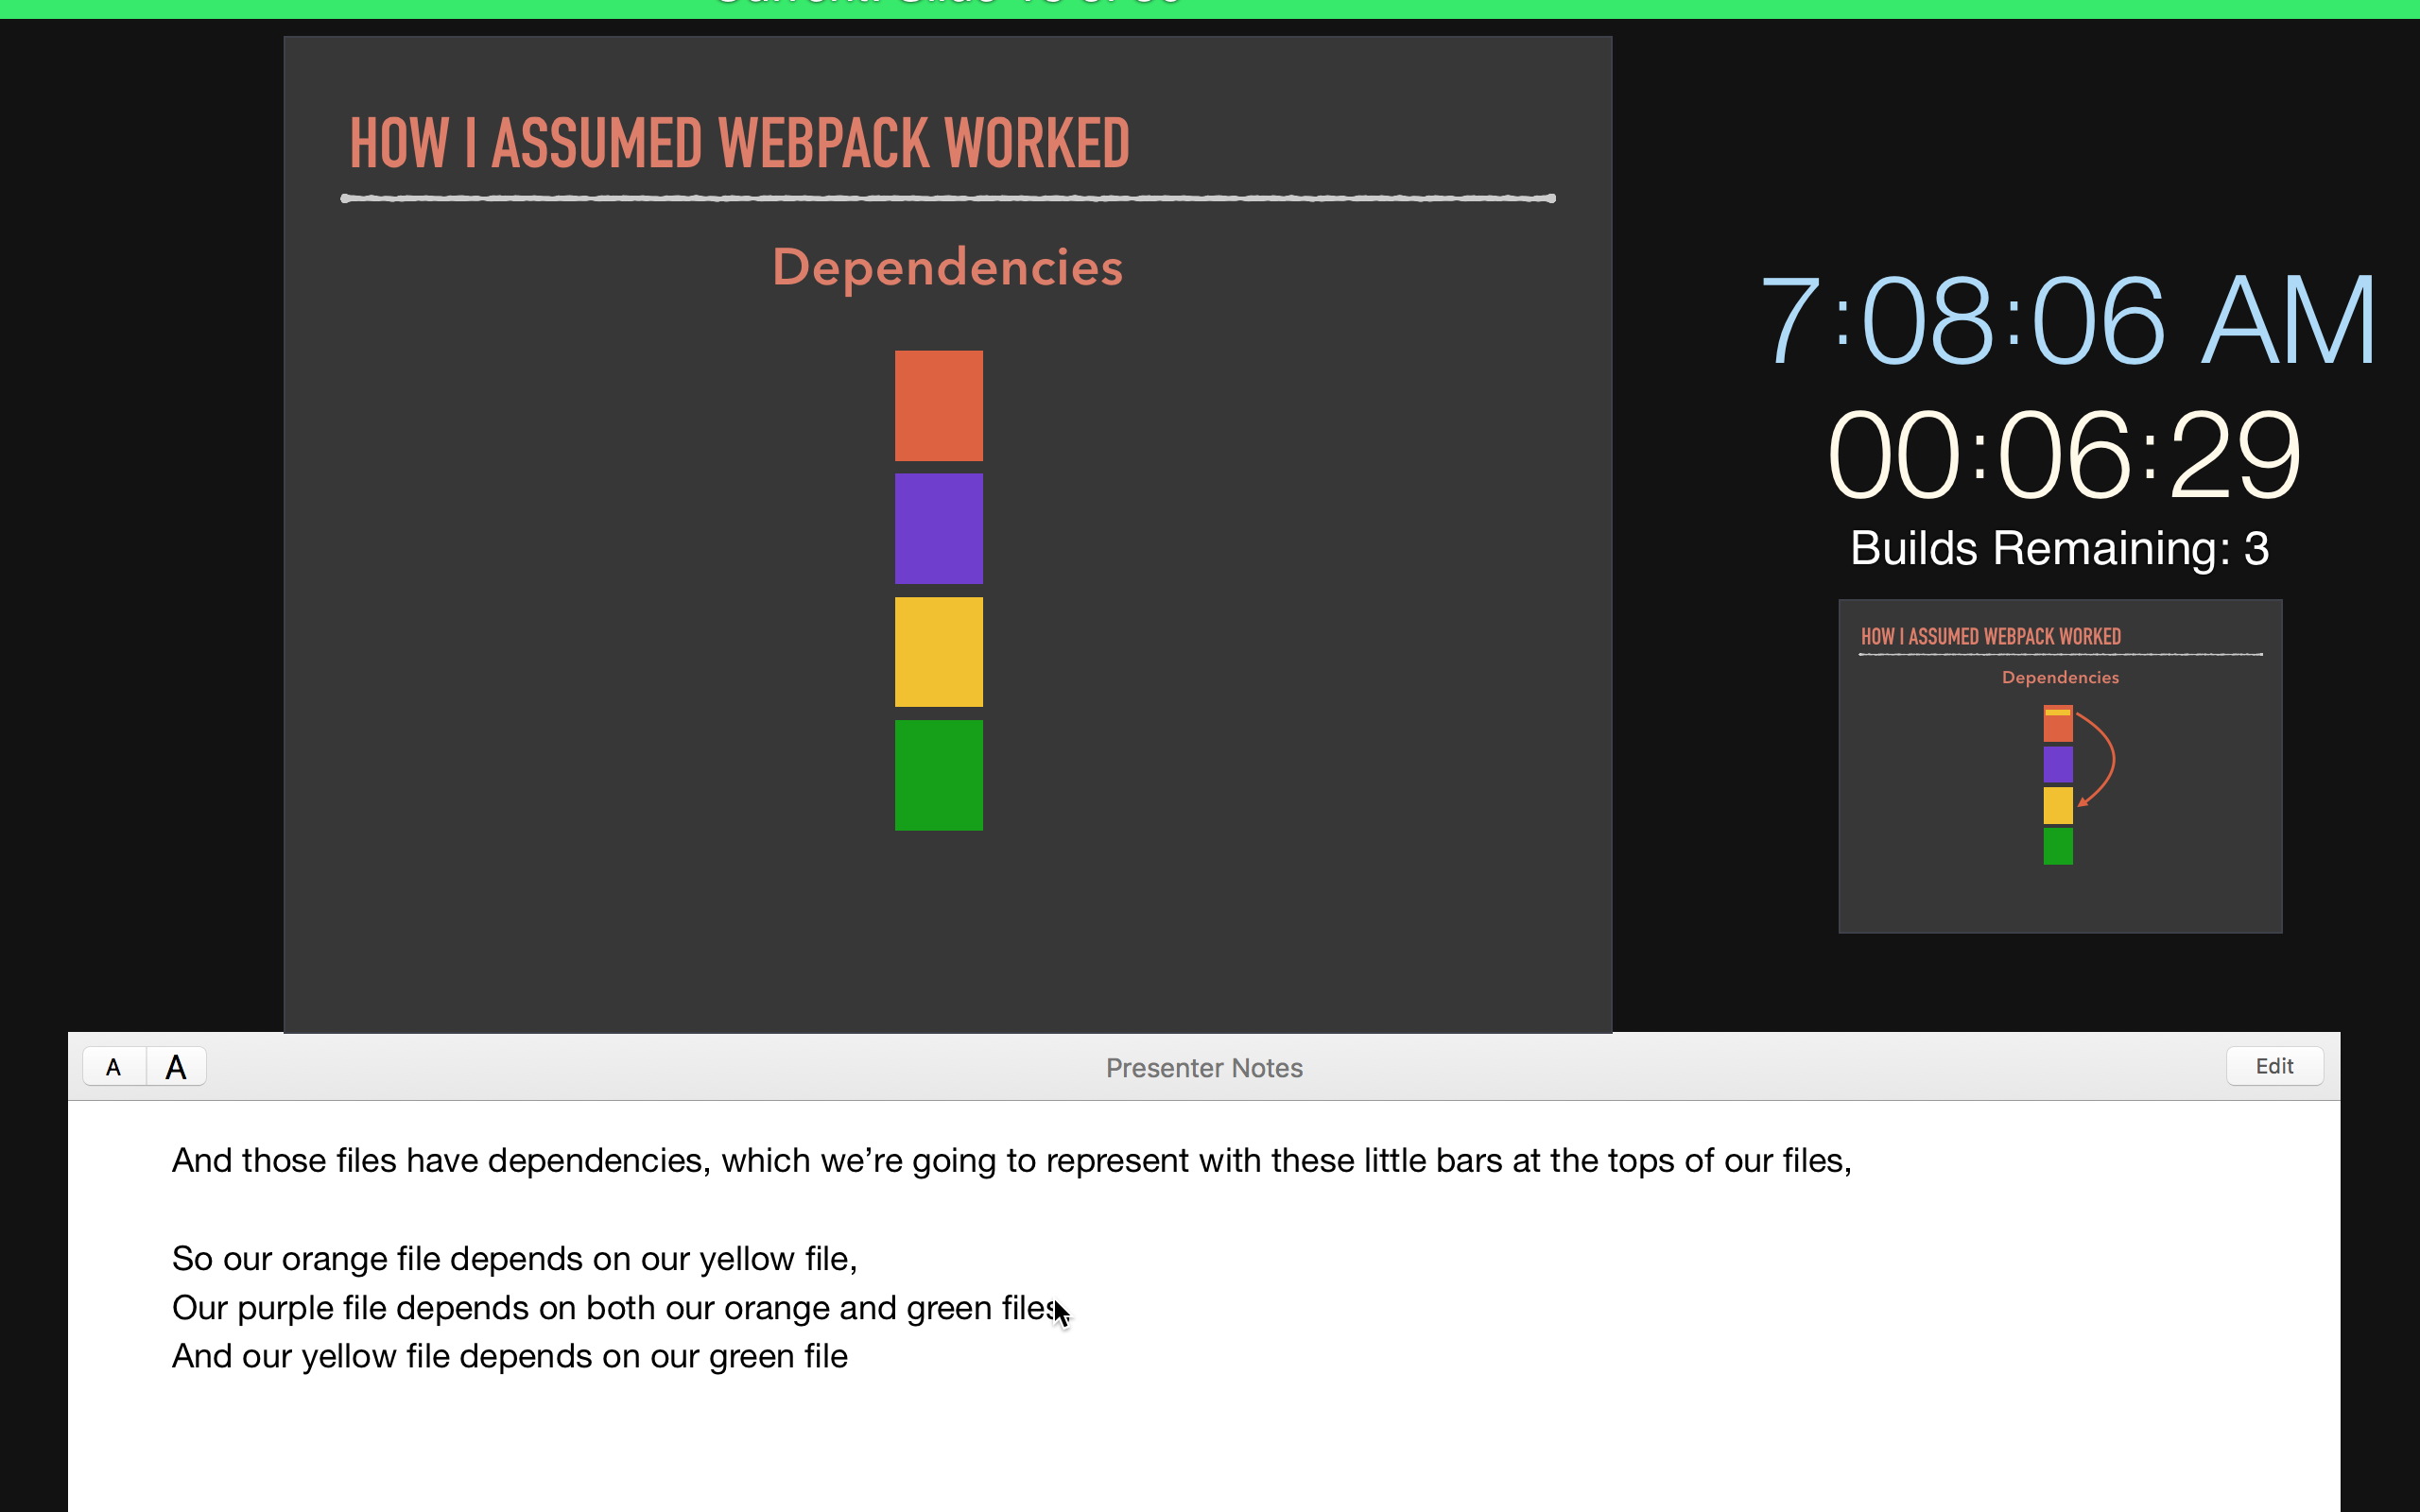 HOW I ASSUMED WEBPACK WORKED
Dependencies
7:08:06 AM
00:06:29
Builds Remaining: 3
HOW I ASSUMED WEBPACK WORKED
Dependencies
A A
Presenter Notes
Edit
And those files have dependencies, which we’re going to represent with these little bars at the tops of our files,
So our orange file depends on our yellow file,
Our purple file depends on both our orange and green files
And our yellow file depends on our green file